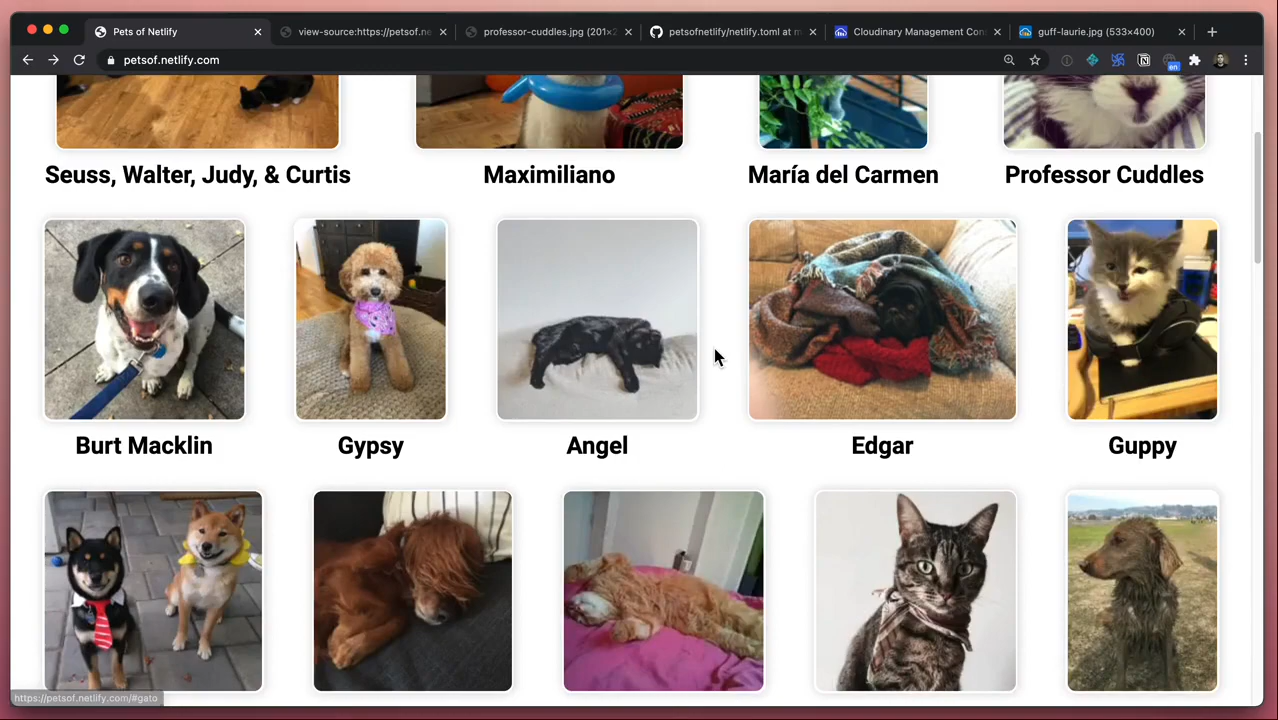 Pets of Netlify
view-source:https://petsof.ne
professor-cuddles.jpg (201×2
petsofnetlify/netlify.toml at m
Cloudinary Management Con
guff-laurie.jpg (533×400)
petsof.netlify.com
en
Seuss, Walter, Judy, & Curtis
Maximiliano
María del Carmen
Professor Cuddles
Burt Macklin
Gypsy
Angel
Edgar
Guppy
https://petsof.netlify.com/#gato